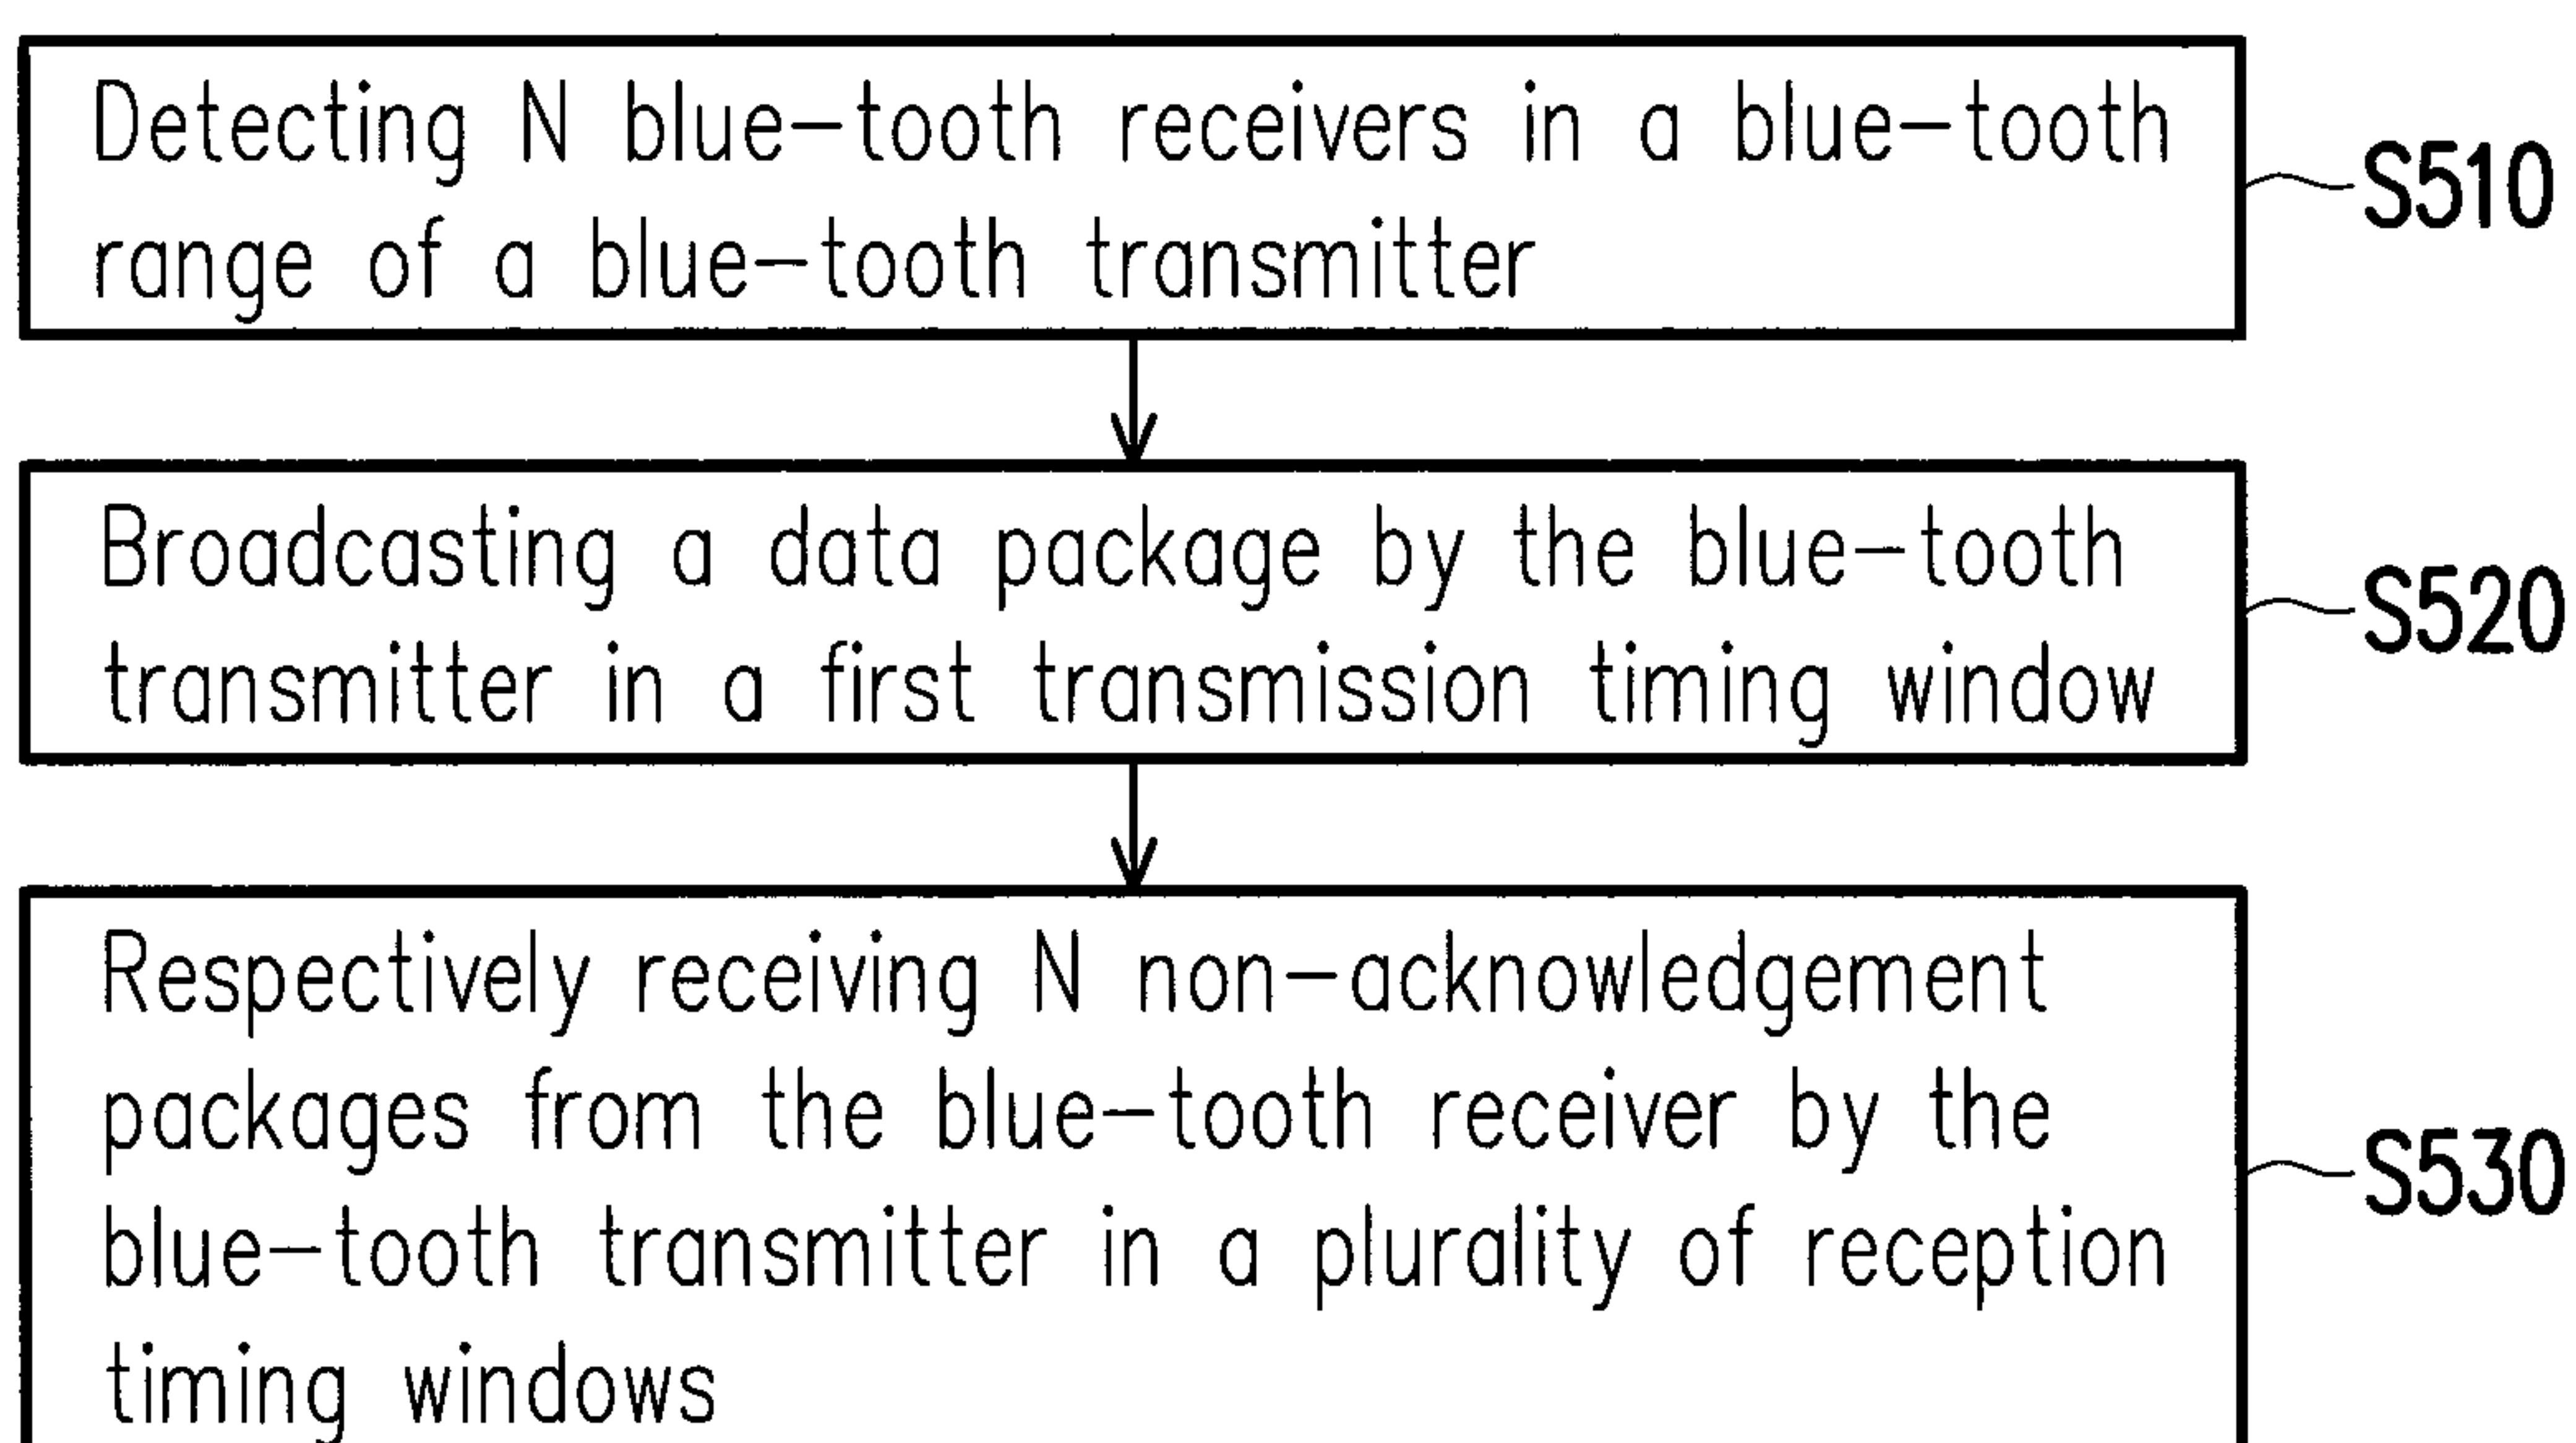 Detecting N blue-tooth receivers in a blue-tooth
range of a blue-tooth transmitter
S510
Broadcasting a data package by the blue-tooth
transmitter in a first transmission timing window
S520
Respectively receiving N non-acknowledgement
packages from the blue-tooth receiver by the
blue-tooth transmitter in a plurality of reception
timing windows
S530